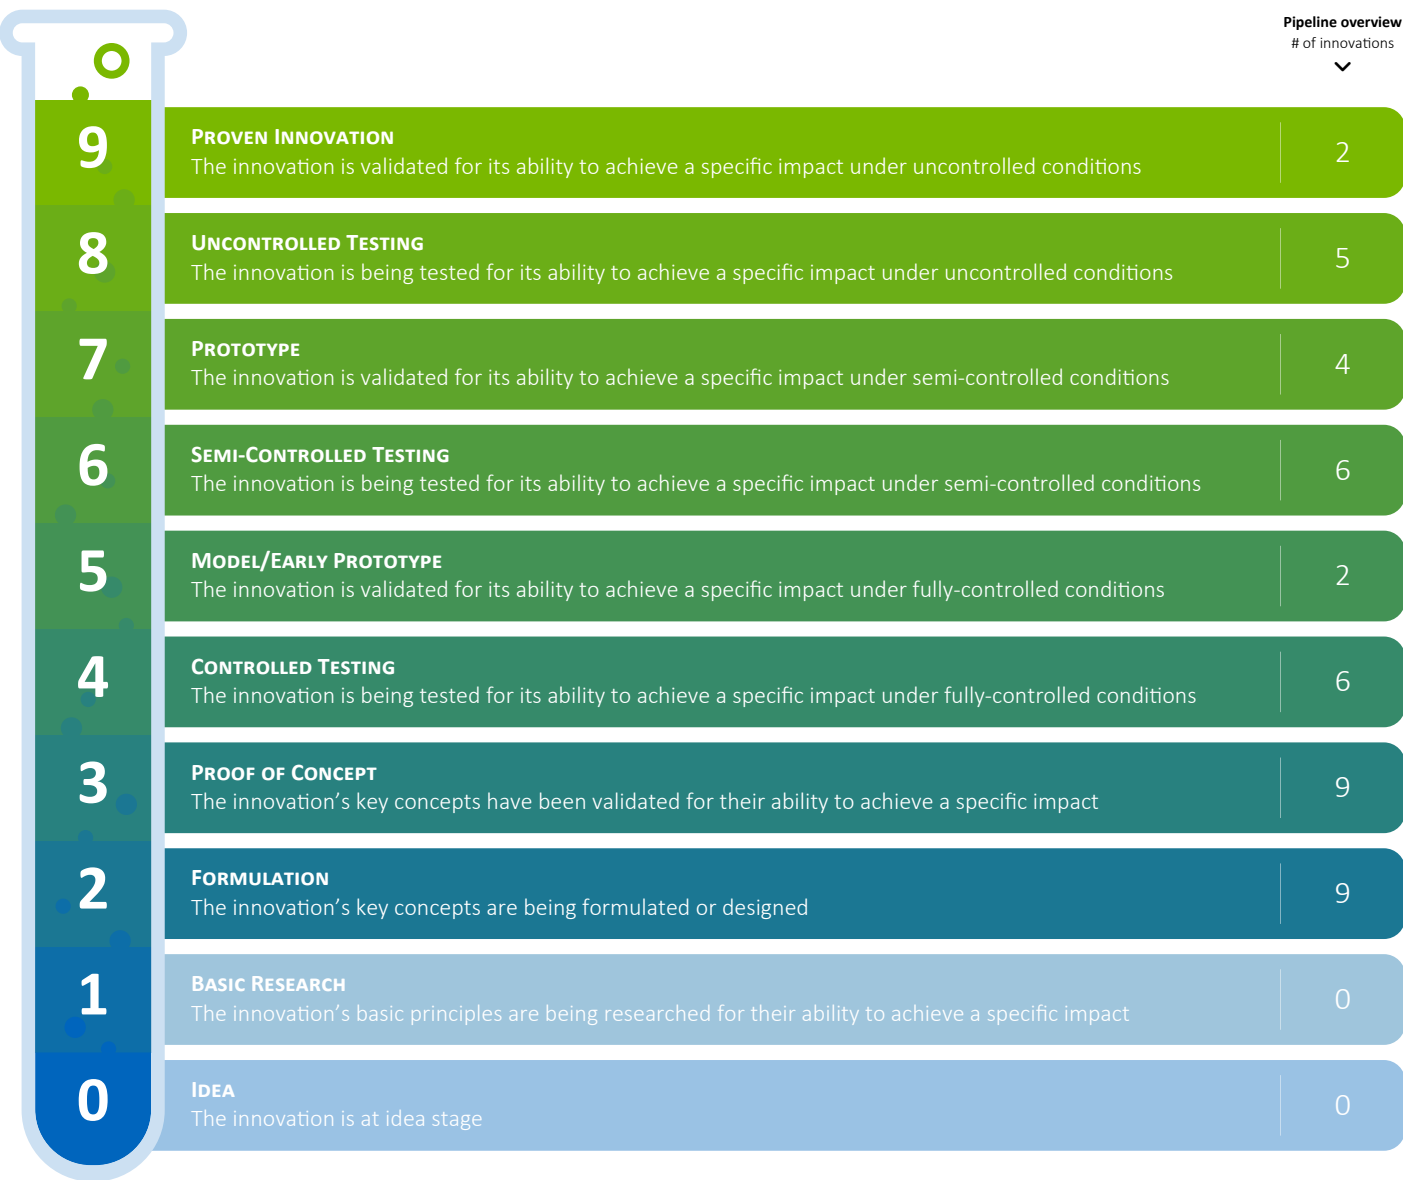 Pipeline overview
# of innovations
9
PROVEN INNOVATION
The innovation is validated for its ability to achieve a specific impact under uncontrolled conditions
2
8
UNCONTROLLED TESTING
The innovation is being tested for its ability to achieve a specific impact under uncontrolled conditions
5
7
PROTOTYPE
The innovation is validated for its ability to achieve a specific impact under semi-controlled conditions
4
6
SEMI-CONTROLLED TESTING
The innovation is being tested for its ability to achieve a specific impact under semi-controlled conditions
6
5
MODEL/EARLY PROTOTYPE
The innovation is validated for its ability to achieve a specific impact under fully-controlled conditions
2
4
CONTROLLED TESTING
The innovation is being tested for its ability to achieve a specific impact under fully-controlled conditions
6
3
PROOF OF CONCEPT
The innovation’s key concepts have been validated for their ability to achieve a specific impact
9
2
FORMULATION
The innovation’s key concepts are being formulated or designed
9
1
BASIC RESEARCH
The innovation’s basic principles are being researched for their ability to achieve a specific impact
0
0
IDEA
The innovation is at idea stage
0